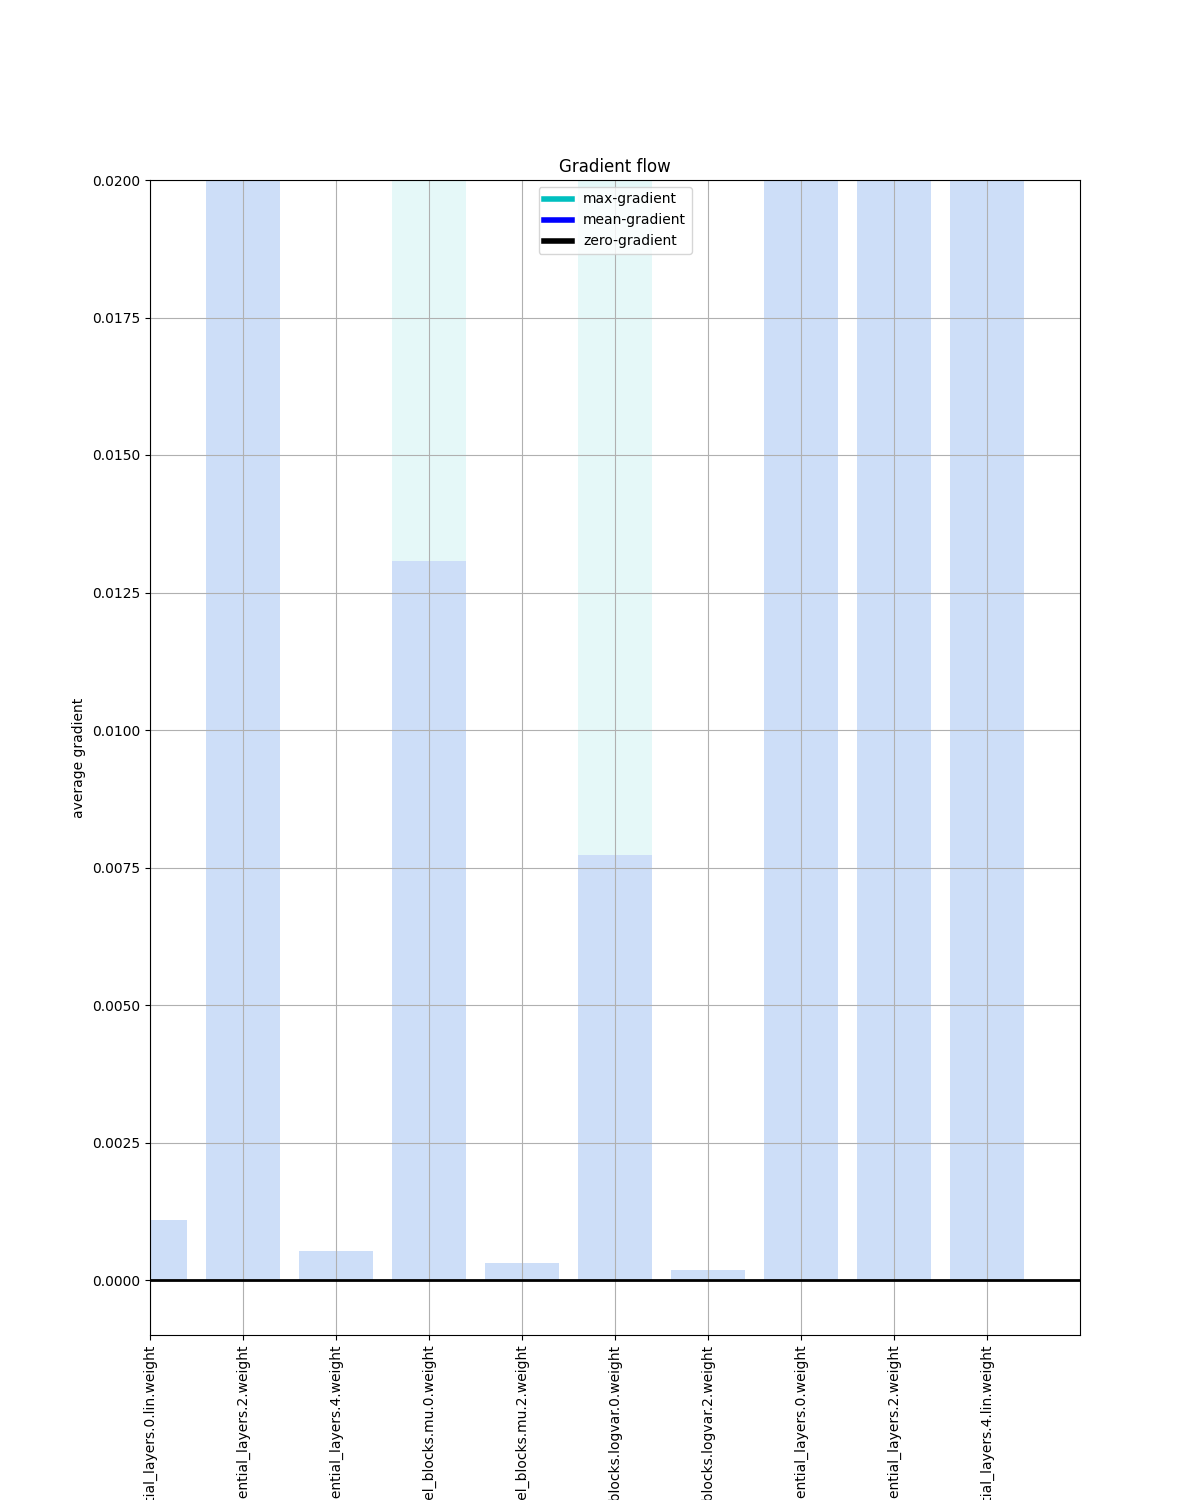 Gradient flow
max-gradient
mean-gradient
zero-gradient
0.0200
0.0175
0.0150
0.0125
0.0100
0.0075
0.0050
0.0025
0.0000
average gradient
tial_layers.0.lin.weight
ential_layers.2.weight
ential_layers.4.weight
el_blocks.mu.0.weight
el_blocks.mu.2.weight
blocks.logvar.0.weight
blocks.logvar.2.weight
ential_layers.0.weight
ential_layers.2.weight
tial_layers.4.lin.weight